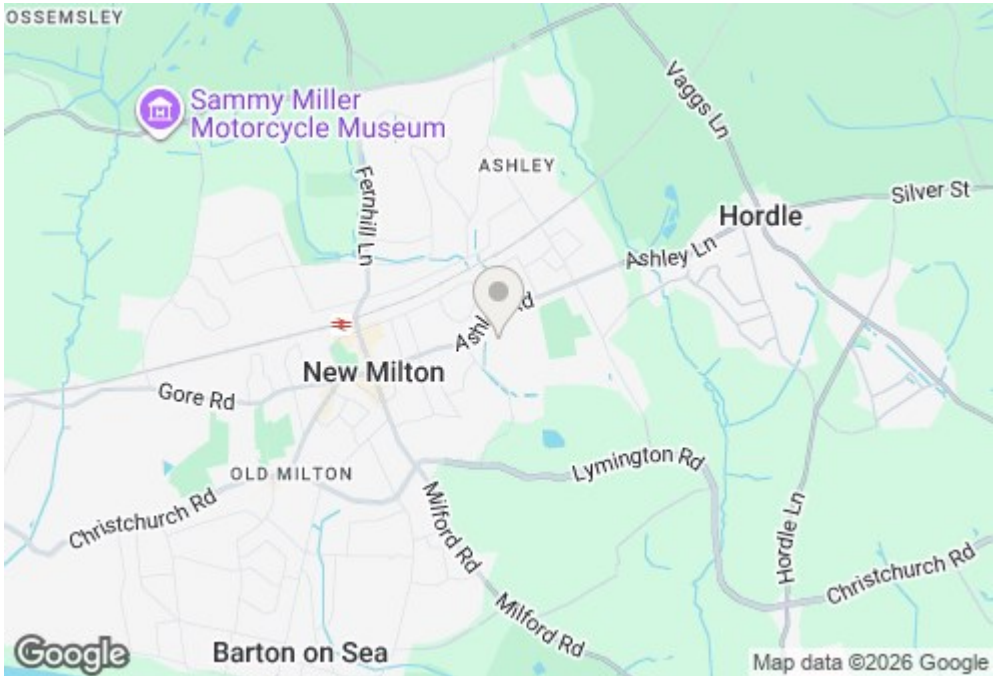 OSSEMSLEY
Sammy Miller
Motorcycle Museum
Vaggs Ln
ASHLEY
Fernhill Ln
Silver St
Hordle
Ashley Ln
New Milton
Gore Rd
OLD MILTON
Lymington Rd
Christchurch Rd
Milford Rd
Hordle Ln
Christchurch Rd
Milford Rd
Barton on Sea
Google
Map data ©2026 Google